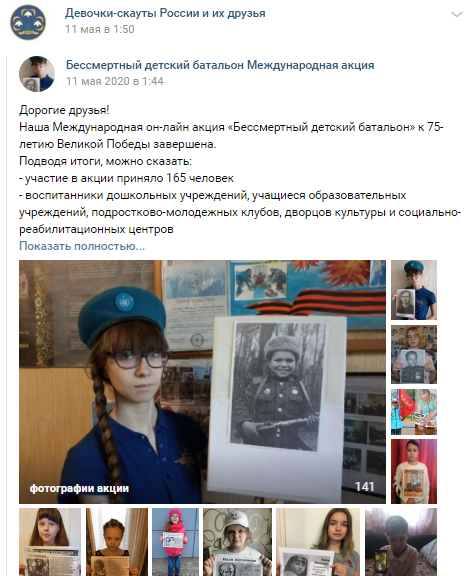 Девочки-скауты России и их друзья
11 мая в 1:50
Бессмертный детский батальон Международная акция
11 мая 2020 в 1:44
Дорогие друзья!
Наша Международная он-лайн акция «Бессмертный детский батальон» к 75-
летию Великой Победы завершена.
Подводя итоги, можно сказать:
- участие в акции приняло 165 человек
- воспитанники дошкольных учреждений, учащиеся образовательных
учреждений, подростково-молодежных клубов, дворцов культуры и социально-
реабилитационных центров
Показать полностью...
фотографии акции
141